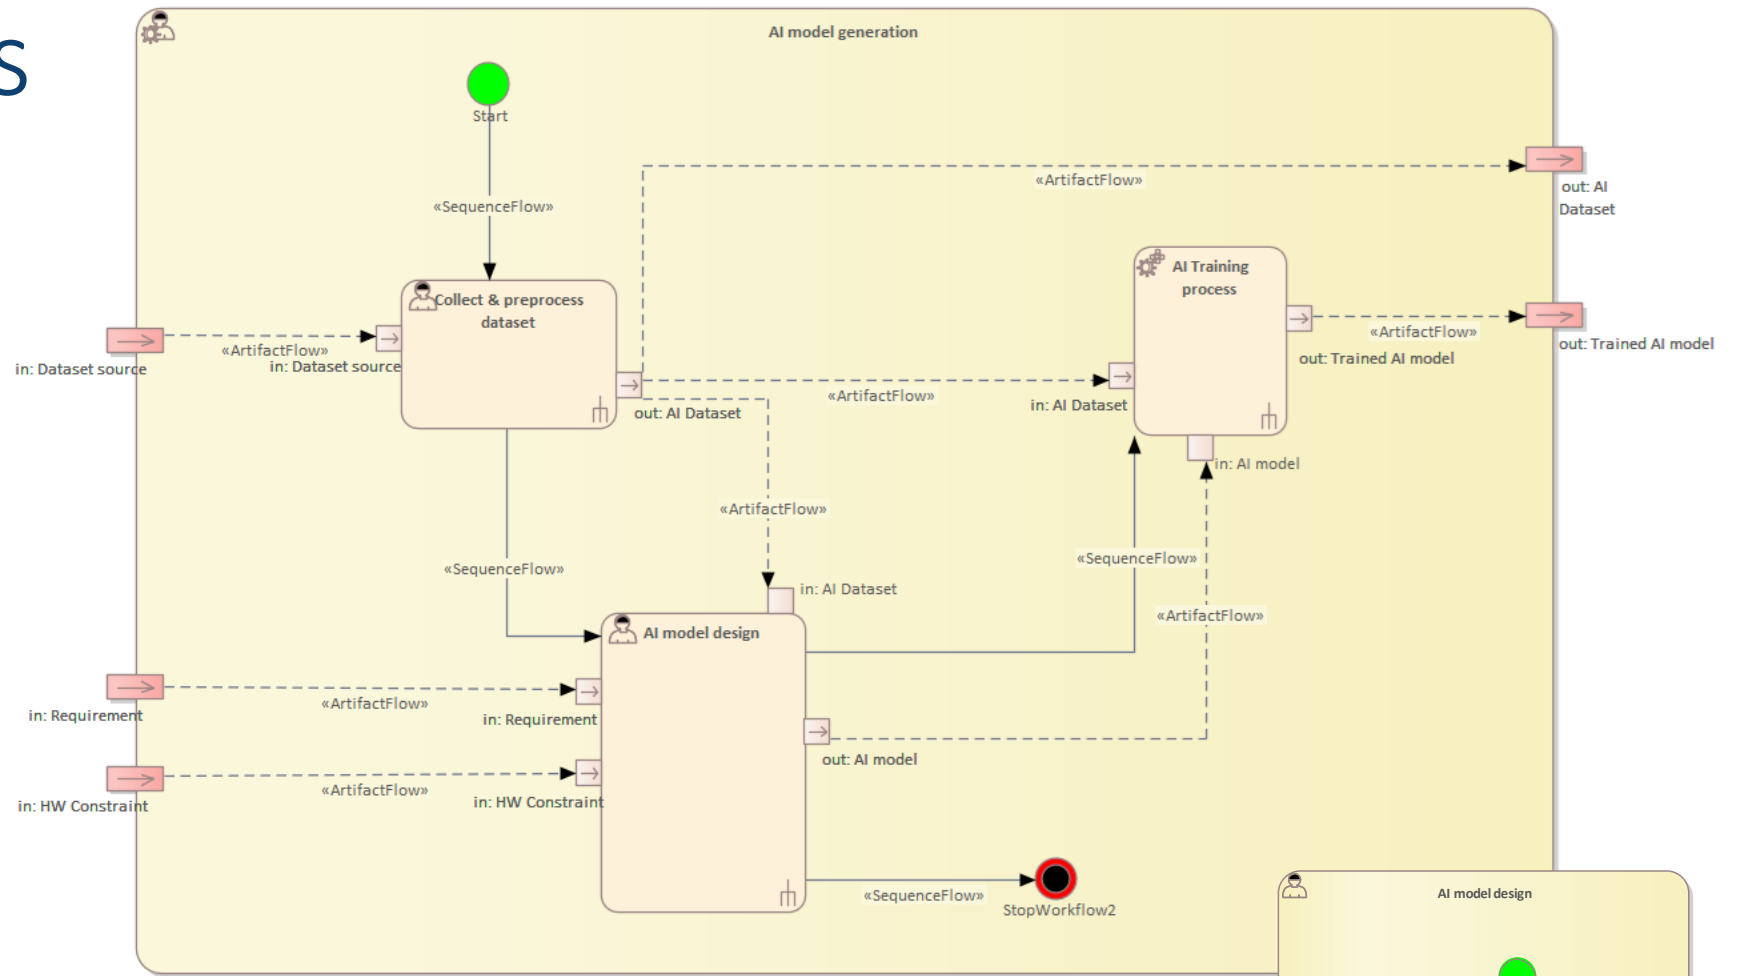 S
AI model generation
Start
«ArtifactFlow»
out: AI
Dataset
«SequenceFlow»
AI Training
process
Collect & preprocess
dataset
«ArtifactFlow»
in: Dataset source
in: Dataset source
«ArtifactFlow»
out: Trained AI model
out: Trained AI model
«ArtifactFlow»
in: AI Dataset
out: AI Dataset
in: AI model
«ArtifactFlow»
«SequenceFlow»
«SequenceFlow»
in: AI Dataset
«ArtifactFlow»
AI model design
in: Requirement
«ArtifactFlow»
in: Requirement
out: AI model
in: HW Constraint
«ArtifactFlow»
in: HW Constraint
«SequenceFlow»
StopWorkflow2
AI model design